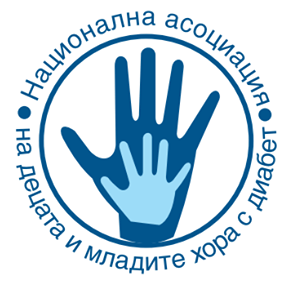 Национална асоциация
на децата и младите хора с диабет